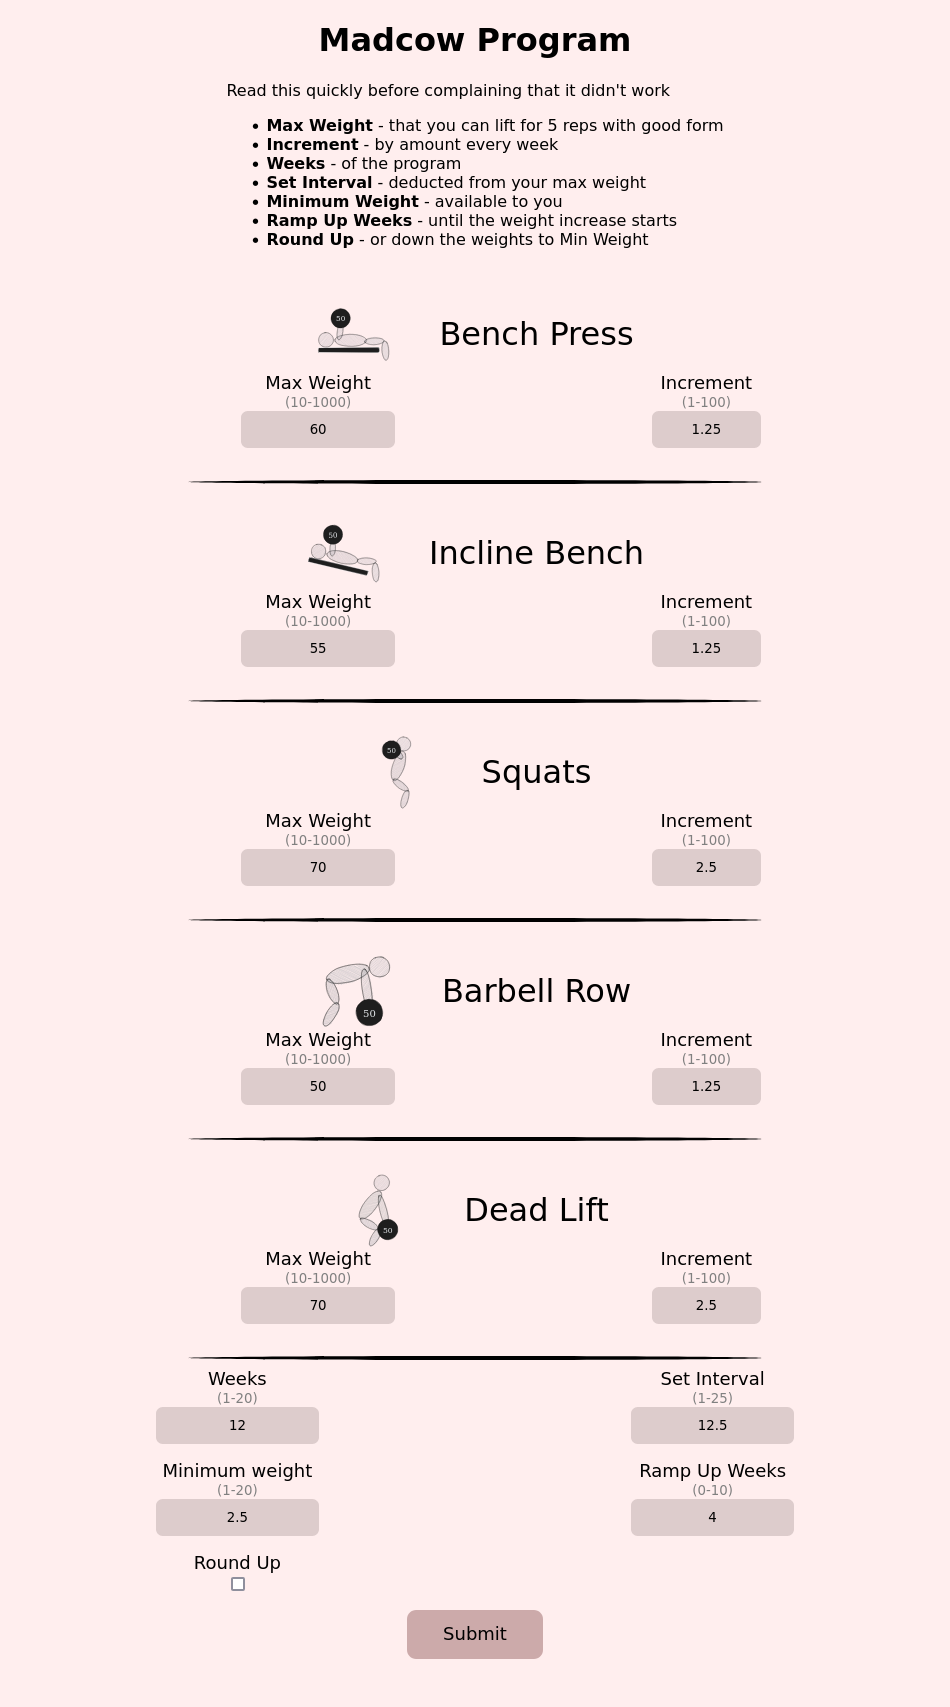 Madcow Program
Read this quickly before complaining that it didn't work
• Max Weight - that you can lift for 5 reps with good form
• Increment - by amount every week
• Weeks - of the program
• Set Interval - deducted from your max weight
• Minimum Weight - available to you
• Ramp Up Weeks - until the weight increase starts
• Round Up - or down the weights to Min Weight
50
Bench Press
Max Weight Increment
(10-1000) (1-100)
60 1.25
50
Incline Bench
Max Weight Increment
(10-1000) (1-100)
55 1.25
50
Squats
Max Weight Increment
(10-1000) (1-100)
70 2.5
Barbell Row
50
Max Weight Increment
(10-1000) (1-100)
50 1.25
Dead Lift
50
Max Weight Increment
(10-1000) (1-100)
70 2.5
Weeks Set Interval
(1-20) (1-25)
12 12.5
Minimum weight Ramp Up Weeks
(1-20) (0-10)
2.5 4
Round Up
Submit